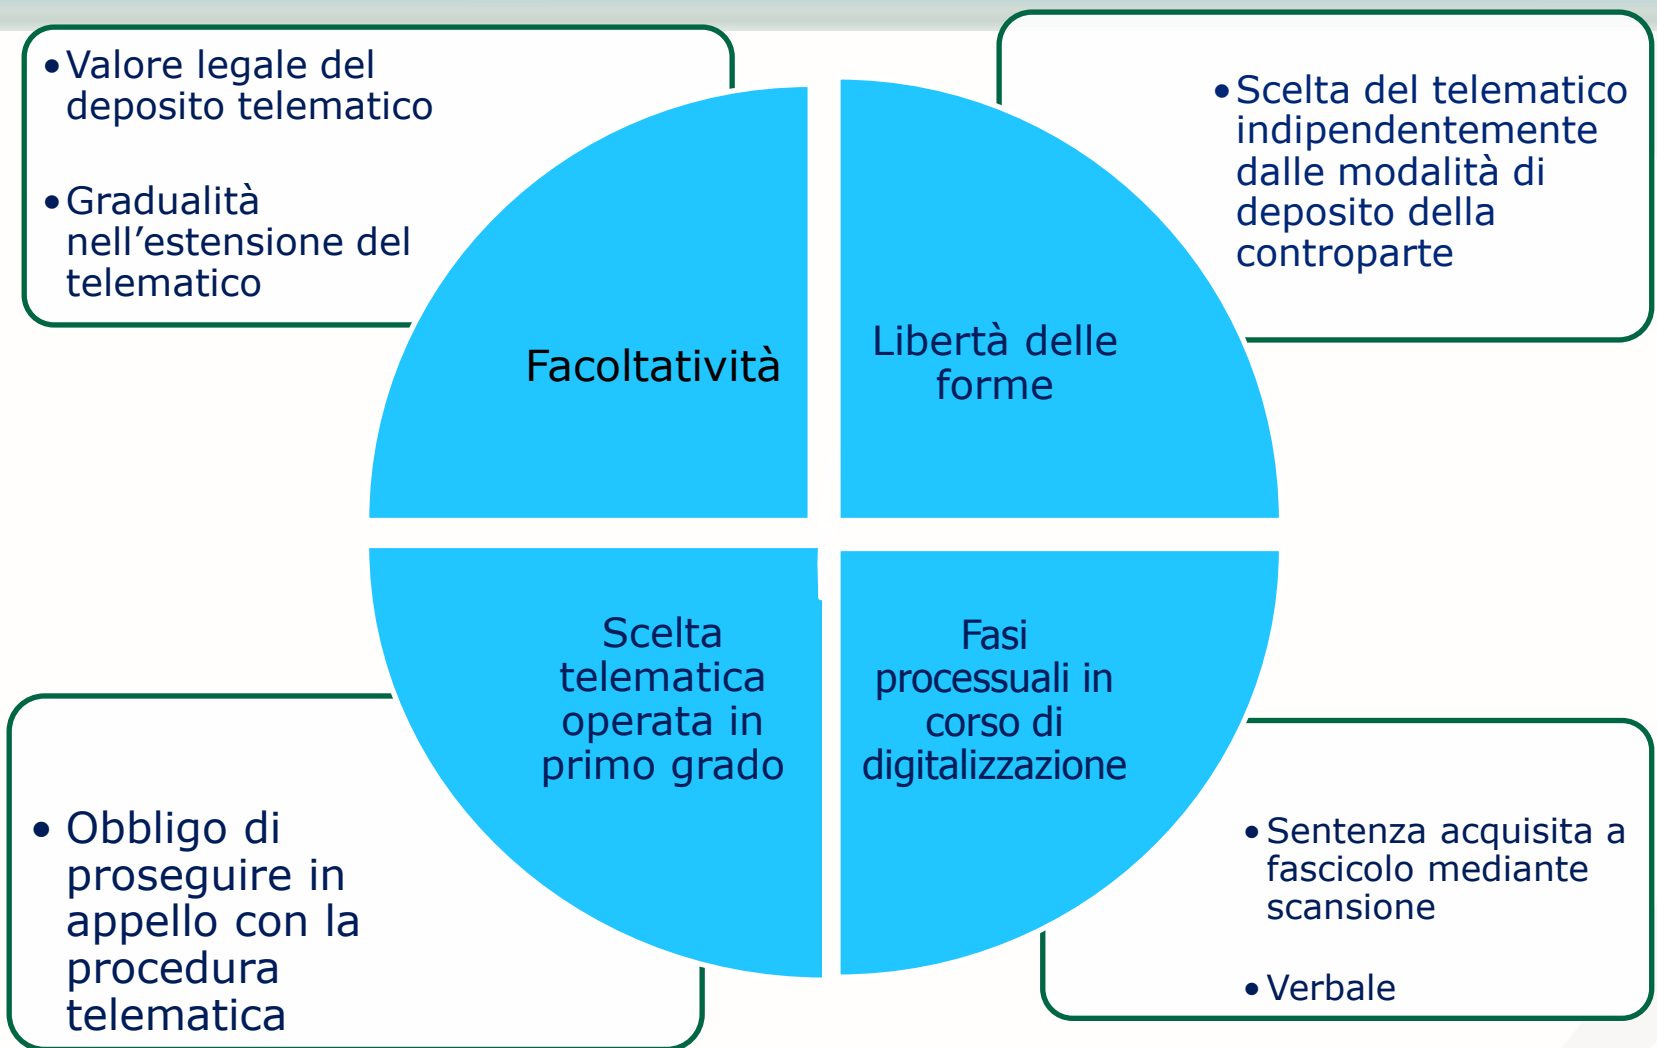 •Valore legale del
deposito telematico
•Gradualità
nell’estensione del
telematico
•Scelta del telematico
indipendentemente
dalle modalità di
deposito della
controparte
Facoltatività
Libertà delle
forme
Scelta
telematica
operata in
primo grado
Fasi
processuali in
corso di
digitalizzazione
• Obbligo di
proseguire in
appello con la
procedura
telematica
•Sentenza acquisita a
fascicolo mediante
scansione
•Verbale